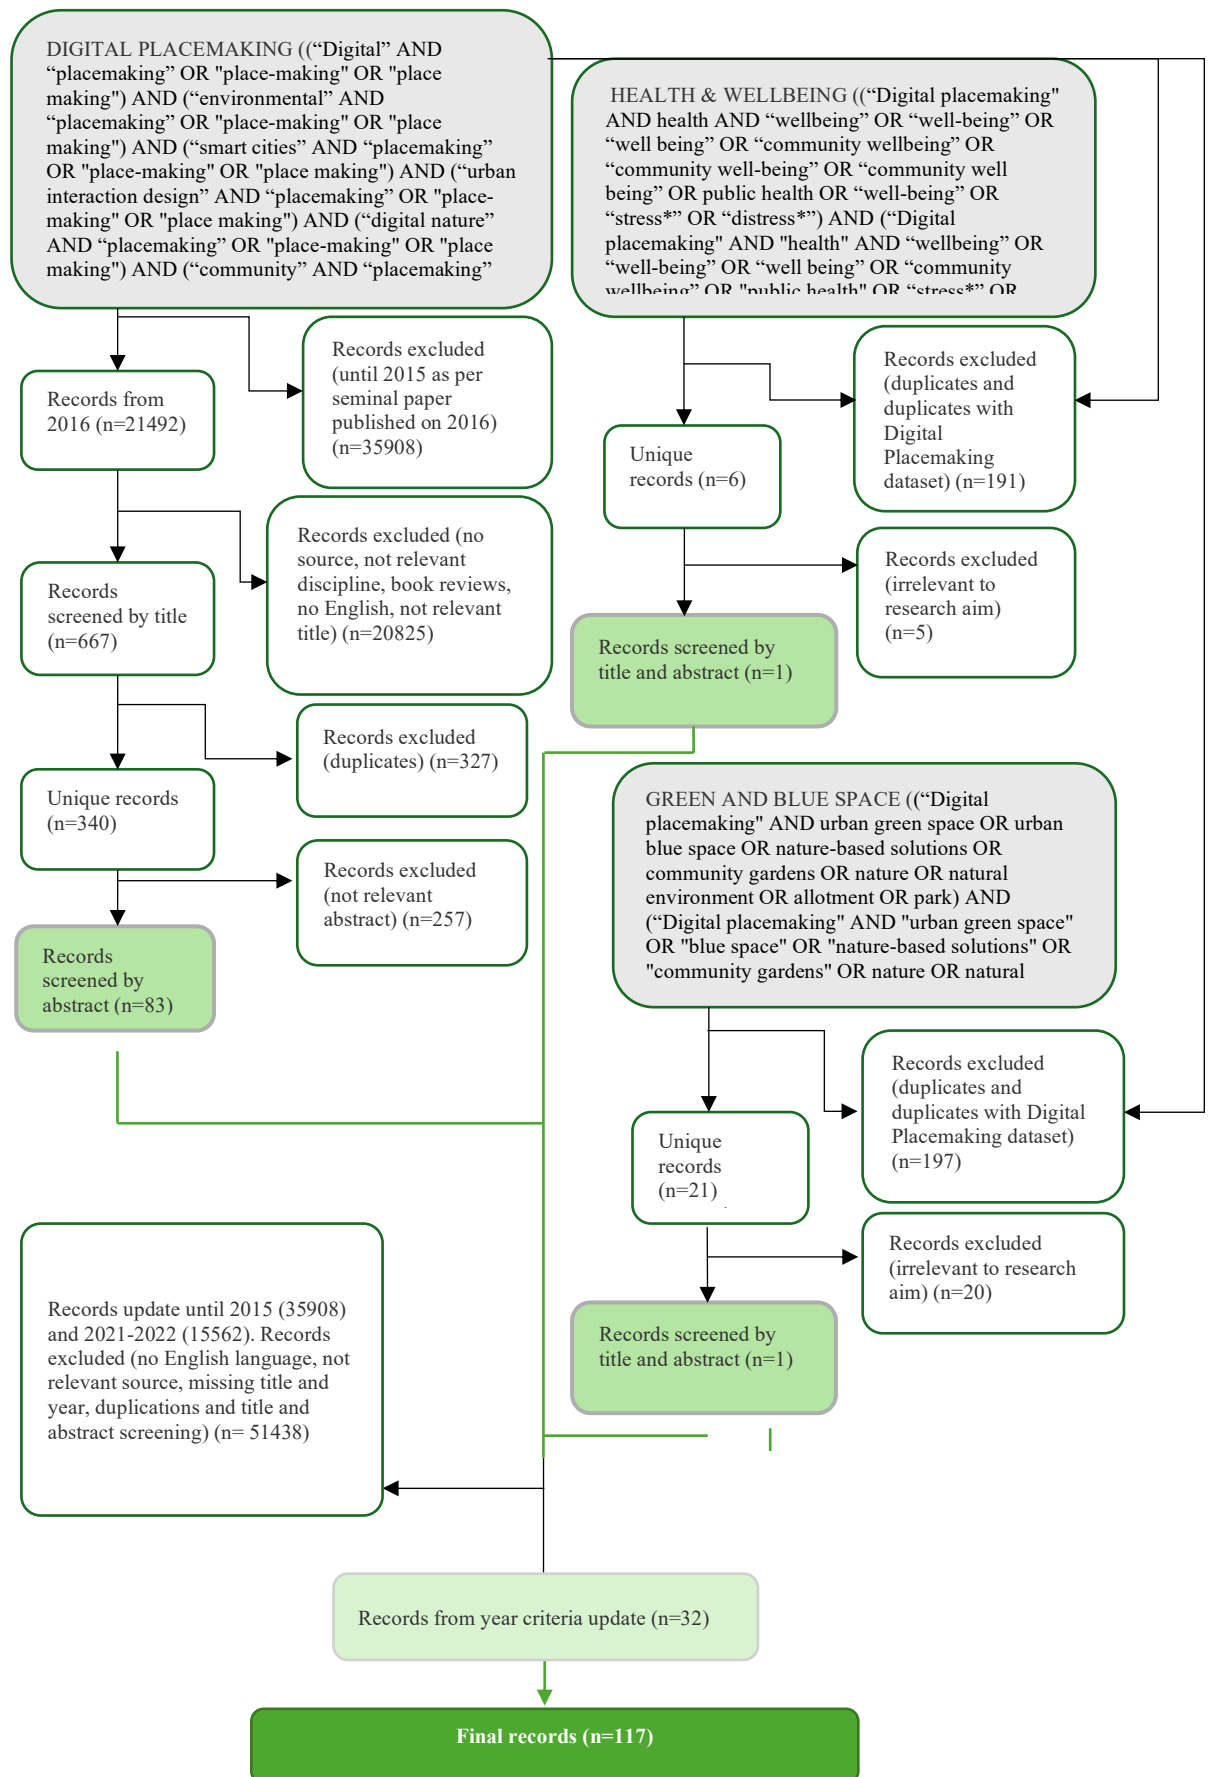 DIGITAL PLACEMAKING ((“Digital” AND
“placemaking” OR "place-making" OR "place
making") AND (“environmental” AND
“placemaking” OR "place-making" OR "place
making") AND (“smart cities” AND “placemaking”
OR "place-making" OR "place making") AND (“urban
interaction design” AND “placemaking” OR "place-
making" OR "place making") AND (“digital nature”
AND “placemaking” OR "place-making" OR "place
making") AND (“community” AND “placemaking”
HEALTH & WELLBEING ((“Digital placemaking"
AND health AND “wellbeing” OR “well-being” OR
“well being” OR “community wellbeing” OR
“community well-being” OR “community well
being” OR public health OR “well-being” OR
“stress*” OR “distress*”) AND (“Digital
placemaking" AND "health" AND “wellbeing” OR
“well-being” OR “well being” OR “community
wellbeing” OR "public health" OR “stress*” OR
Records from
2016 (n=21492)
Records excluded
(until 2015 as per
seminal paper
published on 2016)
(n=35908)
Records excluded
(duplicates and
duplicates with
Digital
Placemaking
dataset) (n=191)
Unique
records (n=6)
Records
screened by title
(n=667)
Records excluded (no
source, not relevant
discipline, book reviews,
no English, not relevant
title) (n=20825)
Records excluded
(irrelevant to
research aim)
(n=5)
Records screened by
title and abstract (n=1)
Records excluded
(duplicates) (n=327)
Unique records
(n=340)
Records excluded
(not relevant
abstract) (n=257)
Records
screened by
abstract (n=83)
GREEN AND BLUE SPACE ((“Digital
placemaking" AND urban green space OR urban
blue space OR nature-based solutions OR
community gardens OR nature OR natural
environment OR allotment OR park) AND
(“Digital placemaking" AND "urban green space"
OR "blue space" OR "nature-based solutions" OR
"community gardens" OR nature OR natural
Records excluded
(duplicates and
duplicates with Digital
Placemaking dataset)
(n=197)
Unique
records
(n=21)
Records excluded
(irrelevant to research
aim) (n=20)
Records screened by
title and abstract (n=1)
Records update until 2015 (35908)
and 2021-2022 (15562). Records
excluded (no English language, not
relevant source, missing title and
year, duplications and title and
abstract screening) (n= 51438)
Records from year criteria update (n=32)
Final records (n=117)